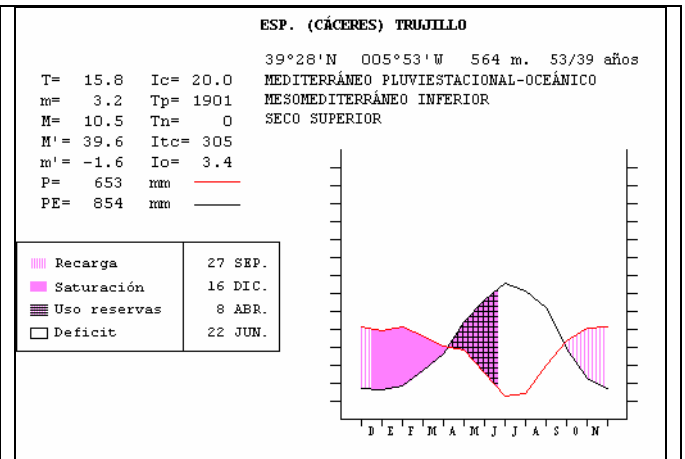 ESP. (CÁCERES) TRUJILLO
39°28'N 005°53'W 564 m. 53/39 años
MEDITERRÁNEO PLUVIESTACIONAL-OCEÁNICO
MESOMEDITERRÁNEO INFERIOR
SECO SUPERIOR
T= 15.8 Ic= 20.0
m= 3.2 Tp= 1901
M= 10.5 Tn= 0
M'= 39.6 Itc= 305
m'= -1.6 Io= 3.4
P= 653 mm
PE= 854 mm
Recarga 27 SEP.
Saturación 16 DIC.
Uso reservas 8 ABR.
Deficit 22 JUN.
D E F M A M J J A S O N